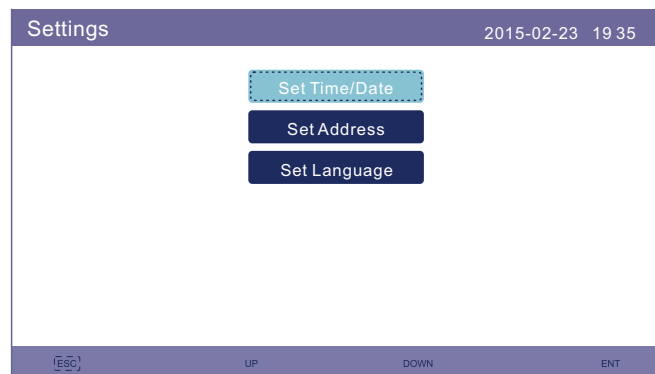 Settings 2015-02-23 19 35
Set Time/Date
Set Address
Set Language
ESC UP DOWN ENT